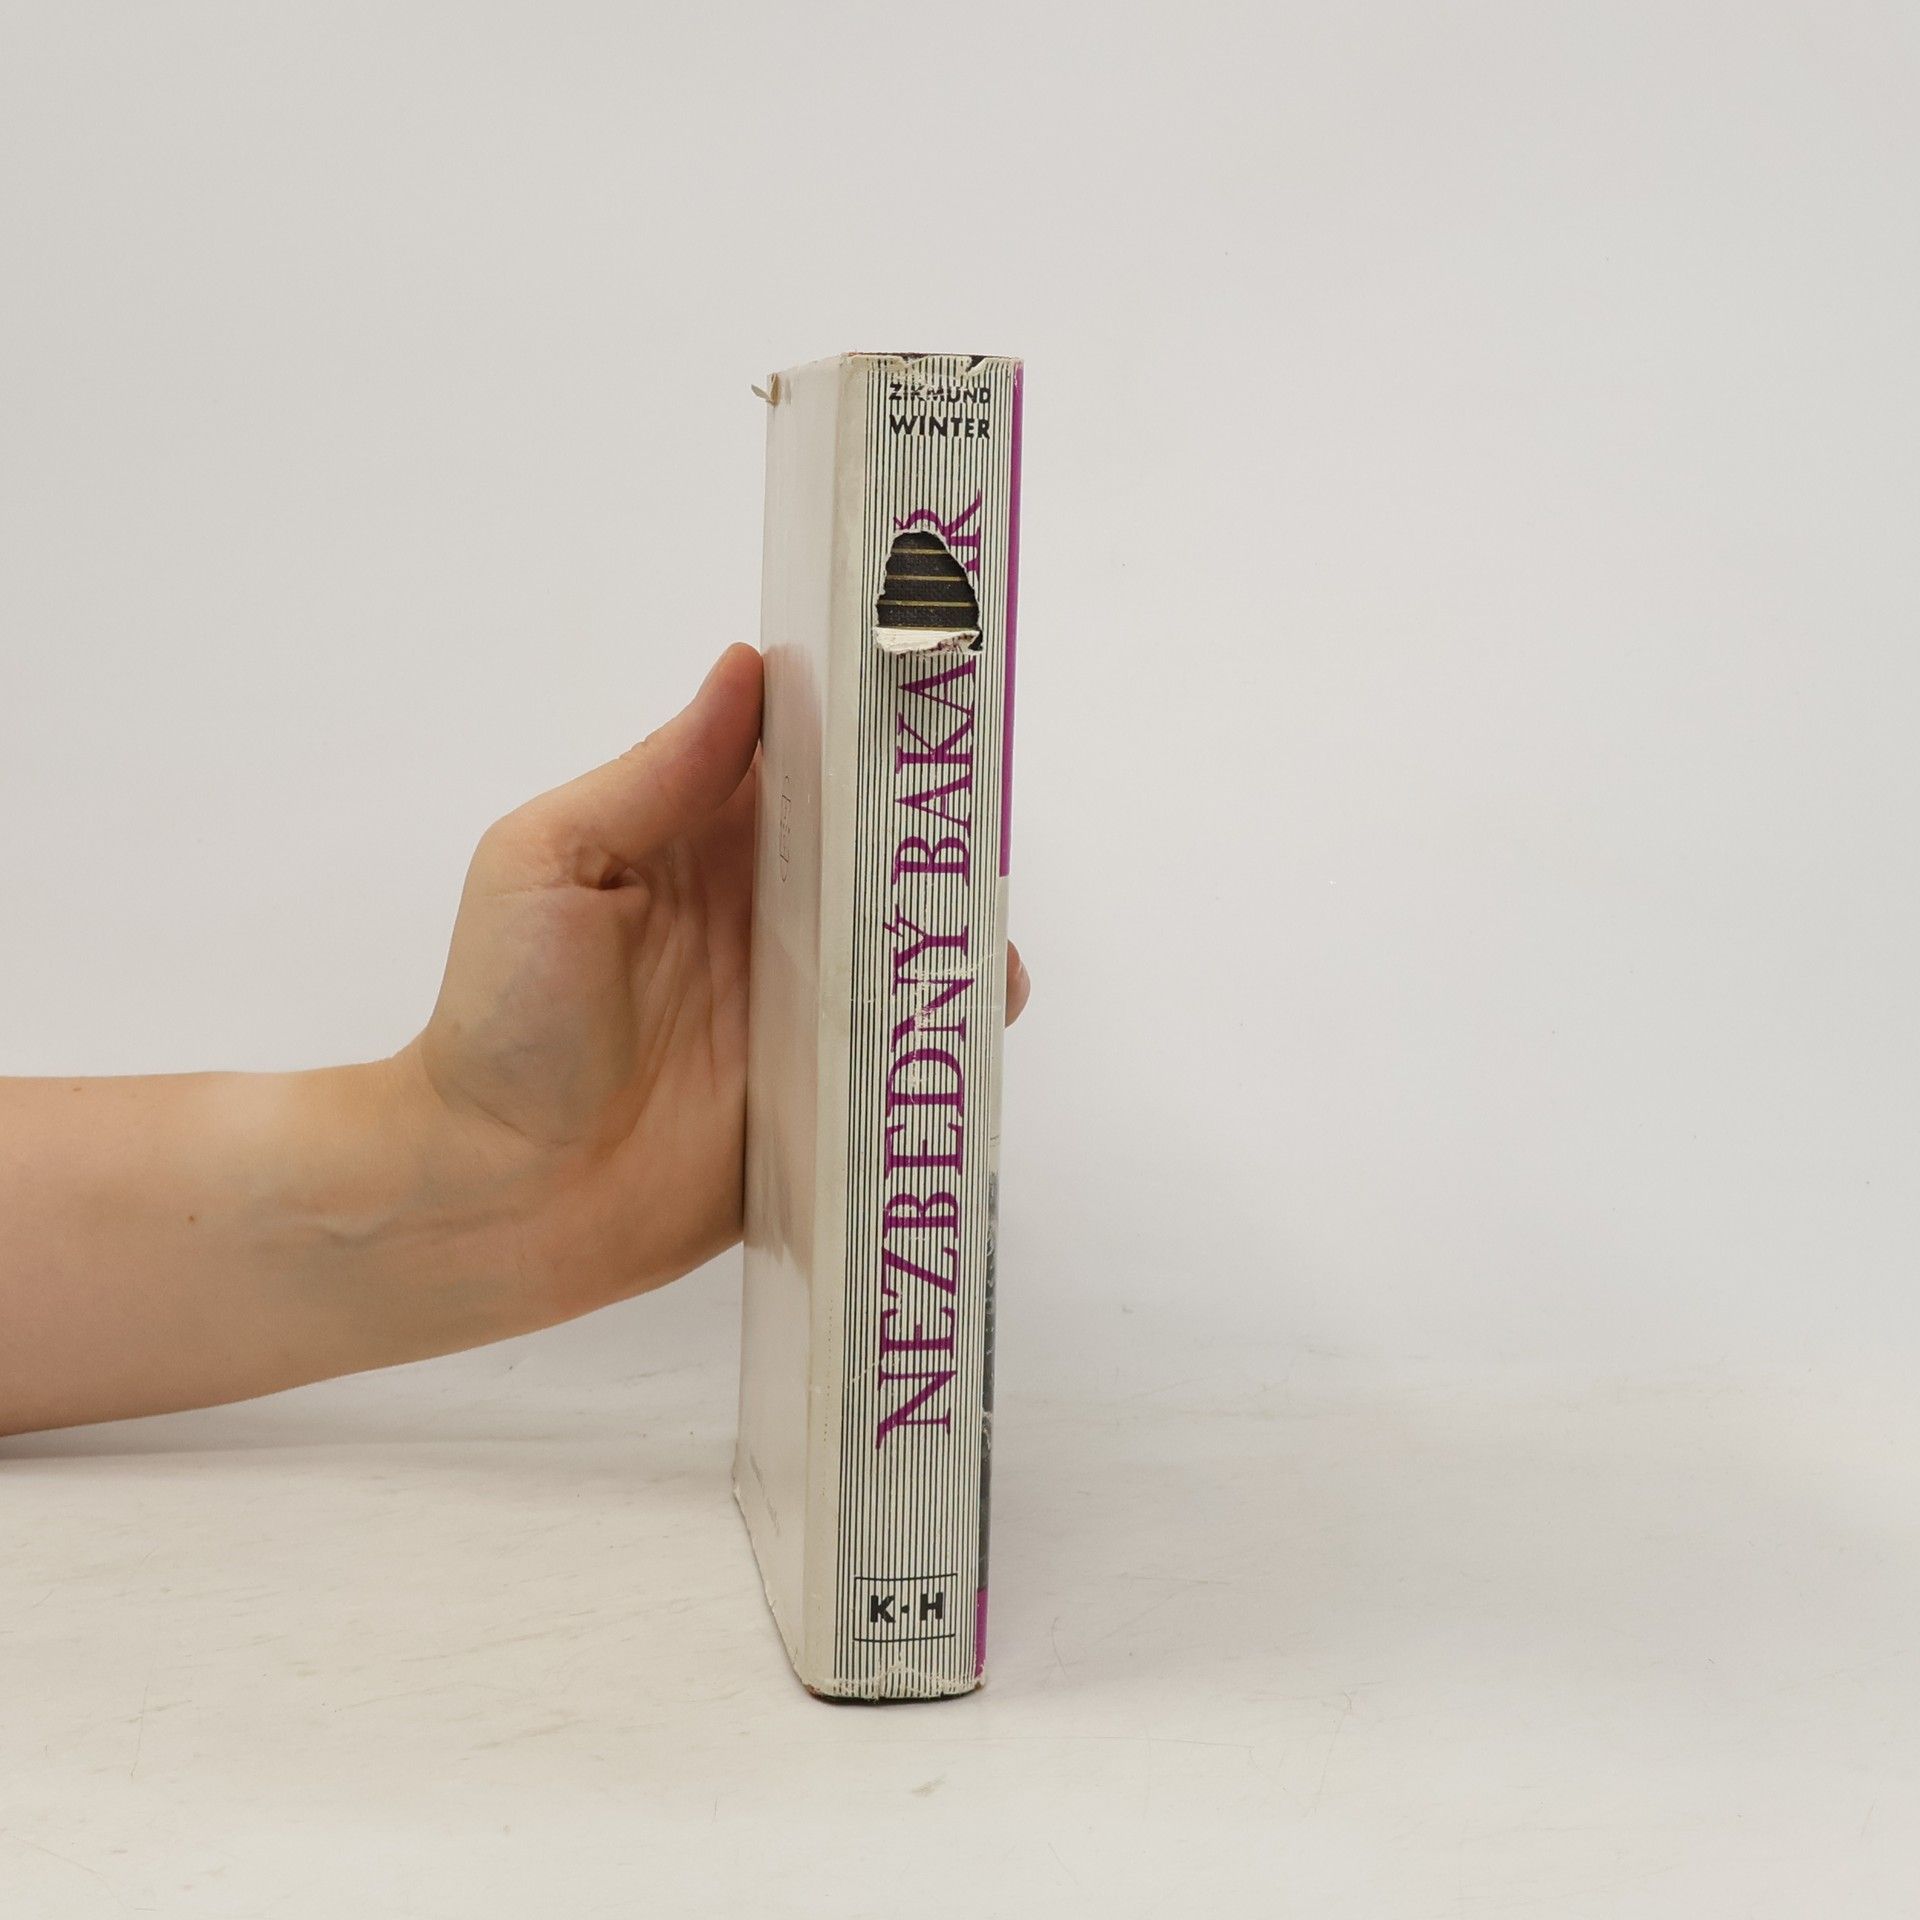 ZIKMUND
WINTER
NEZBEDNÝ BAKALÁŘ
K·H